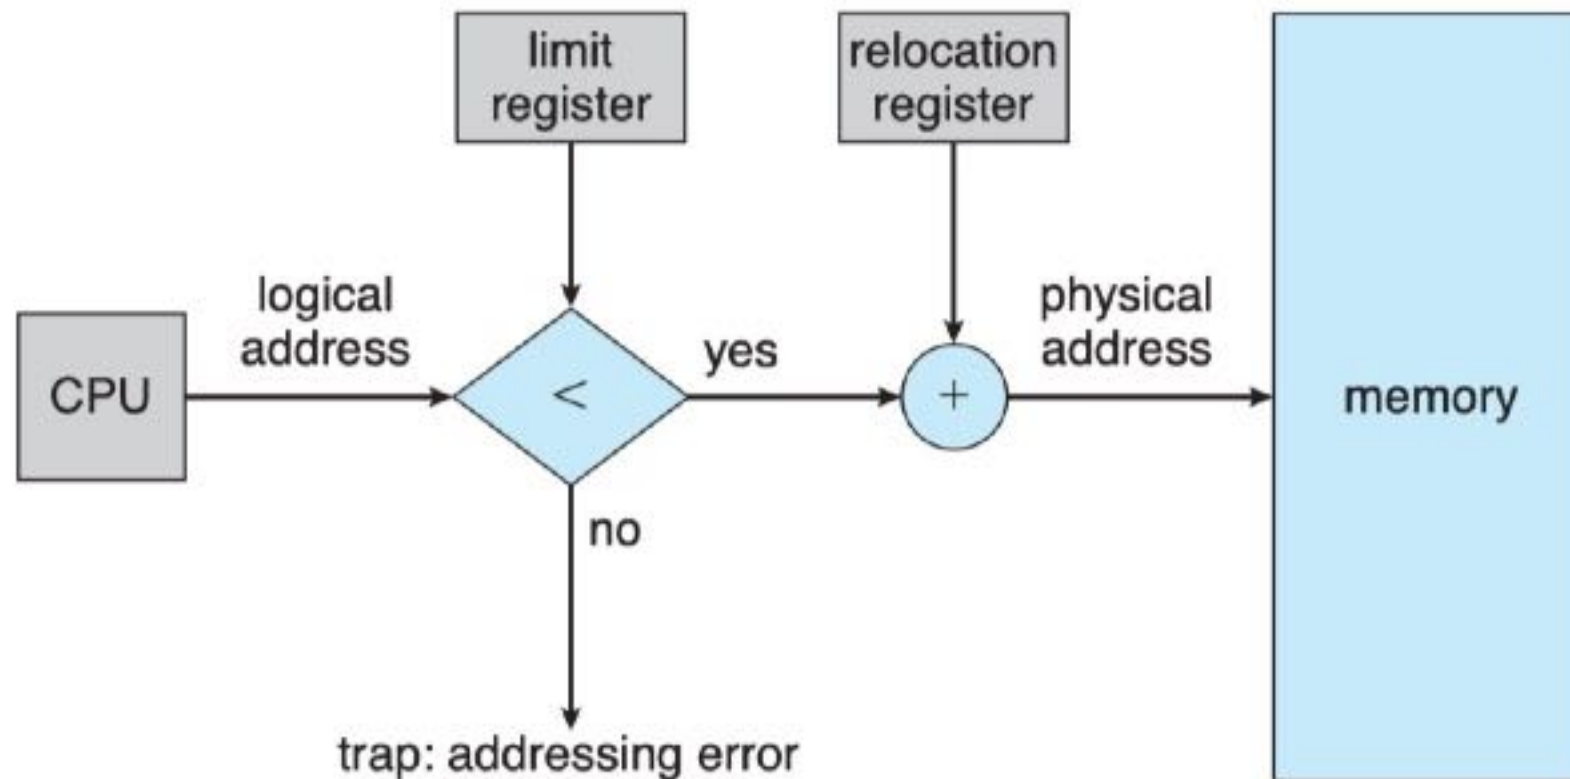 limit
register
relocation
register
logical
address
physical
address
CPU
<
yes
+
memory
no
trap: addressing error